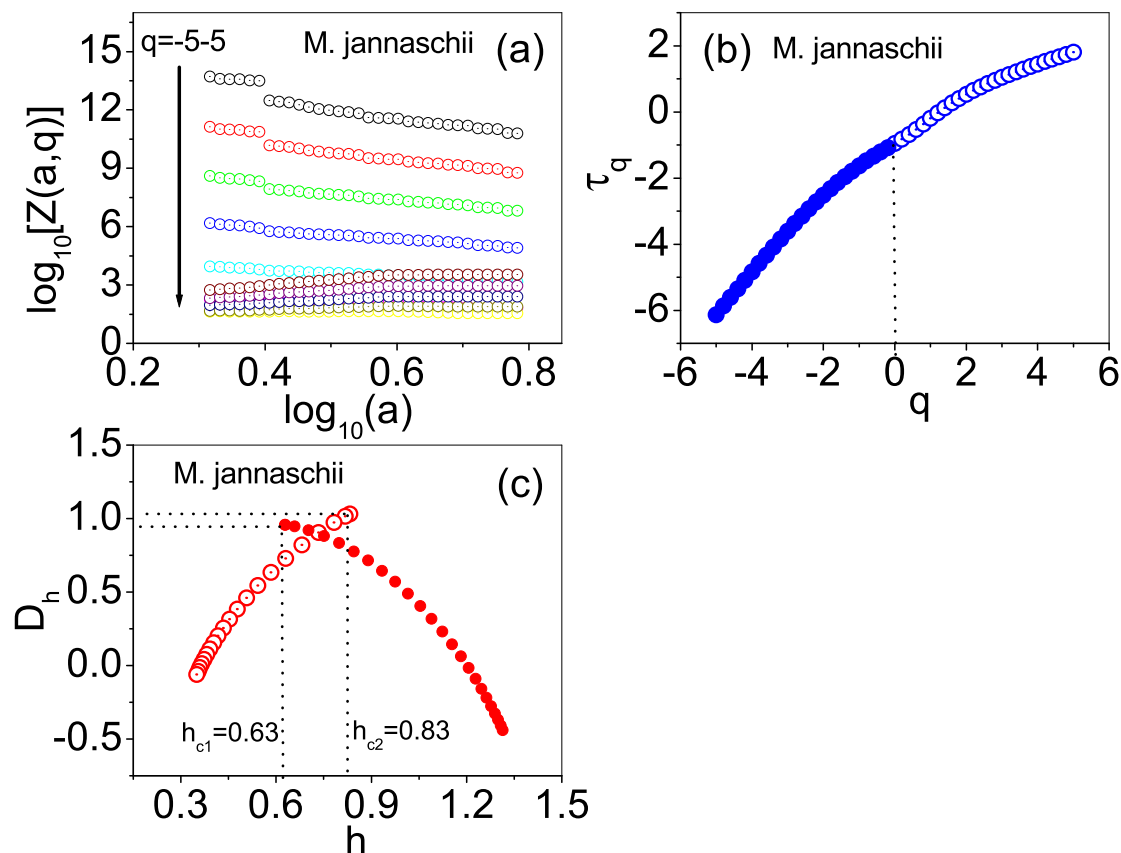 q=-5-5
M. jannaschii
(a)
15
12
9
6
3
0
log10[Z(a,q)]
0.2
0.4
0.6
0.8
log10(a)
(b)
M. jannaschii
2
0
-2
-4
-6
τq
-6
-4
-2
0
2
4
6
q
M. jannaschii
(c)
1.5
1.0
0.5
0.0
-0.5
Dh
hc1=0.63
hc2=0.83
0.3
0.6
0.9
1.2
1.5
h